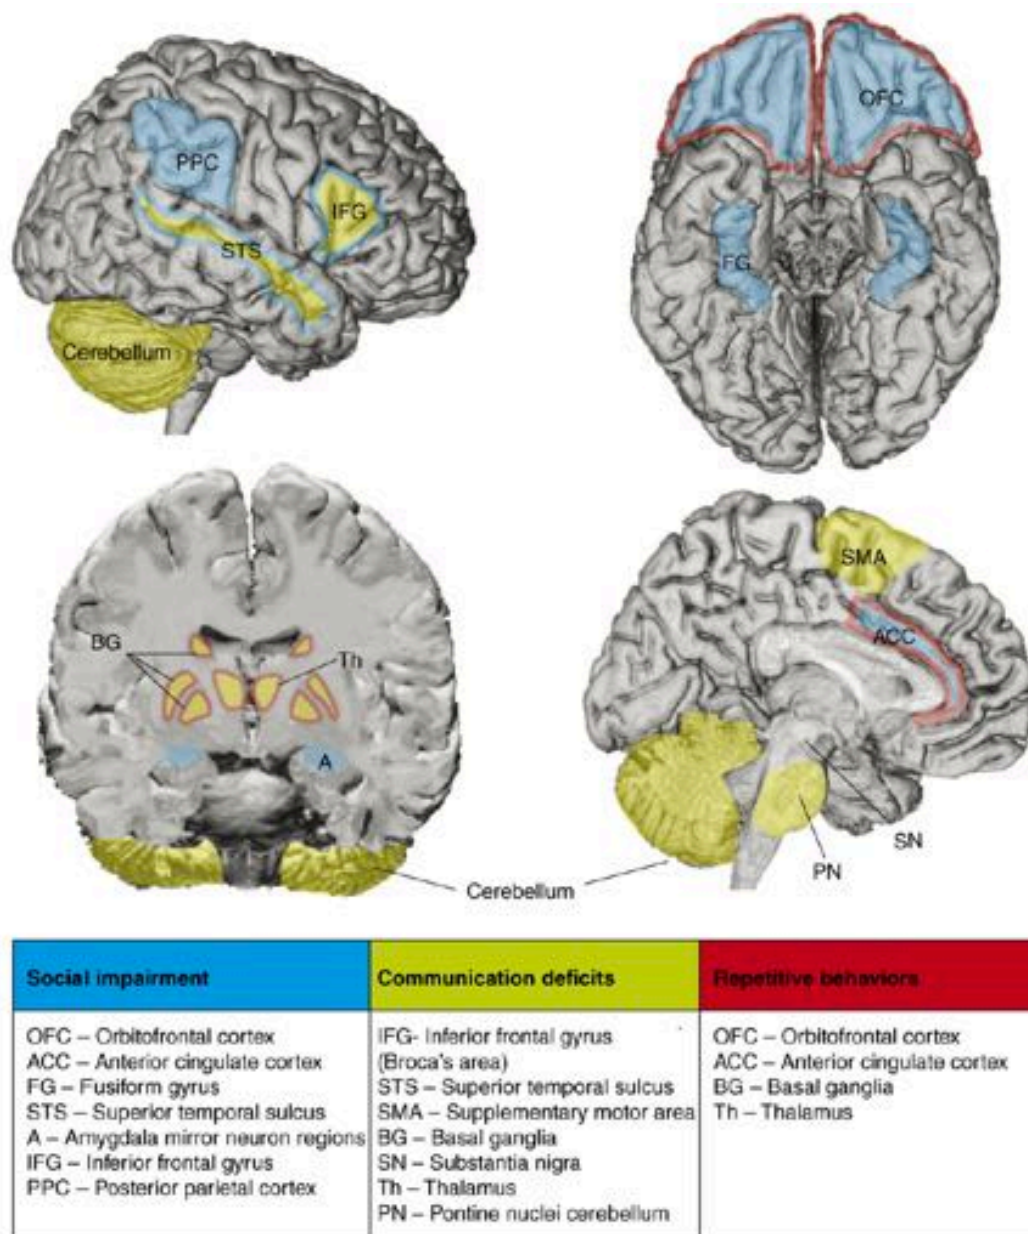 PPC
IFG
STS
Cerebellum
OFC
FG
BG
Th
A
SMA
ACC
SN
PN
Cerebellum
Social impairment
OFC – Orbitofrontal cortex
ACC – Anterior cingulate cortex
FG – Fusiform gyrus
STS – Superior temporal sulcus
A – Amygdala mirror neuron regions
IFG – Inferior frontal gyrus
PPC – Posterior parietal cortex
Communication deficits
IFG- Inferior frontal gyrus
(Broca's area)
STS – Superior temporal sulcus
SMA – Supplementary motor area
BG – Basal ganglia
SN – Substantia nigra
Th – Thalamus
PN – Pontine nuclei cerebellum
Repetitive behaviors
OFC – Orbitofrontal cortex
ACC – Anterior cingulate cortex
BG – Basal ganglia
Th – Thalamus